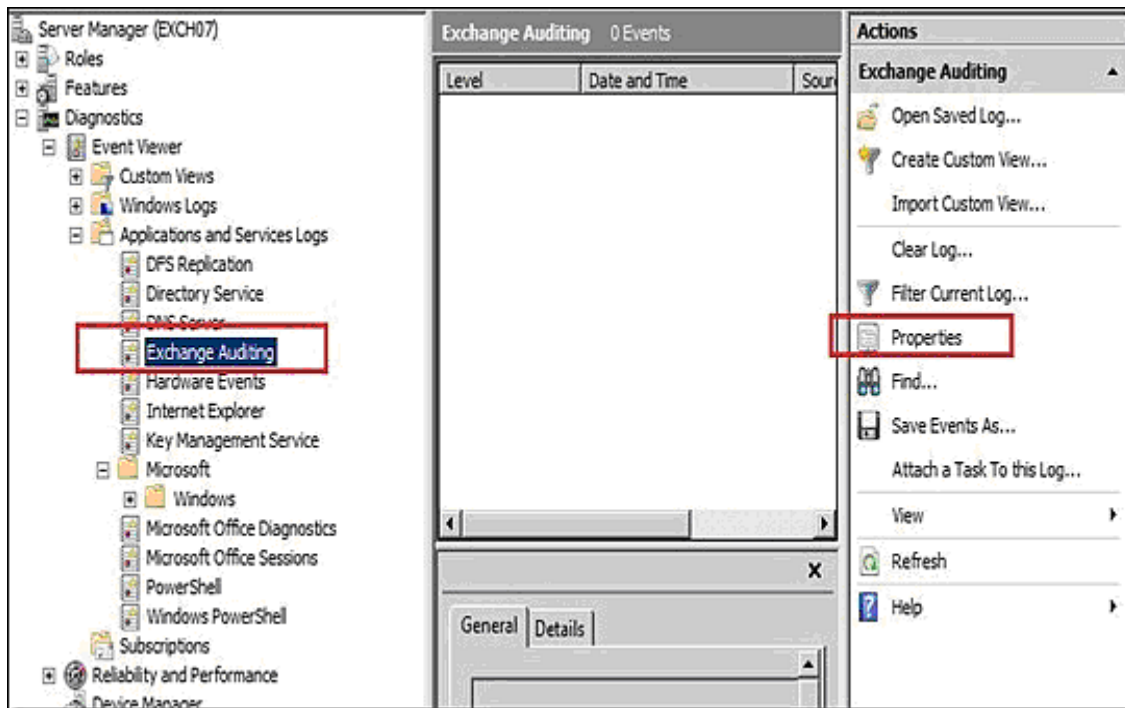 Server Manager (EXCH07)
Roles
Features
Diagnostics
Event Viewer
Custom Views
Windows Logs
Applications and Services Logs
DFS Replication
Directory Service
DNS Server
Exchange Auditing
Hardware Events
Internet Explorer
Key Management Service
Microsoft
Windows
Microsoft Office Diagnostics
Microsoft Office Sessions
PowerShell
Windows PowerShell
Subscriptions
Reliability and Performance
Device Manager
Exchange Auditing 0 Events
Level Date and Time Sour
X
General Details
Actions
Exchange Auditing
Open Saved Log...
Create Custom View...
Import Custom View...
Clear Log...
Filter Current Log...
Properties
Find...
Save Events As...
Attach a Task To this Log...
View
Refresh
Help